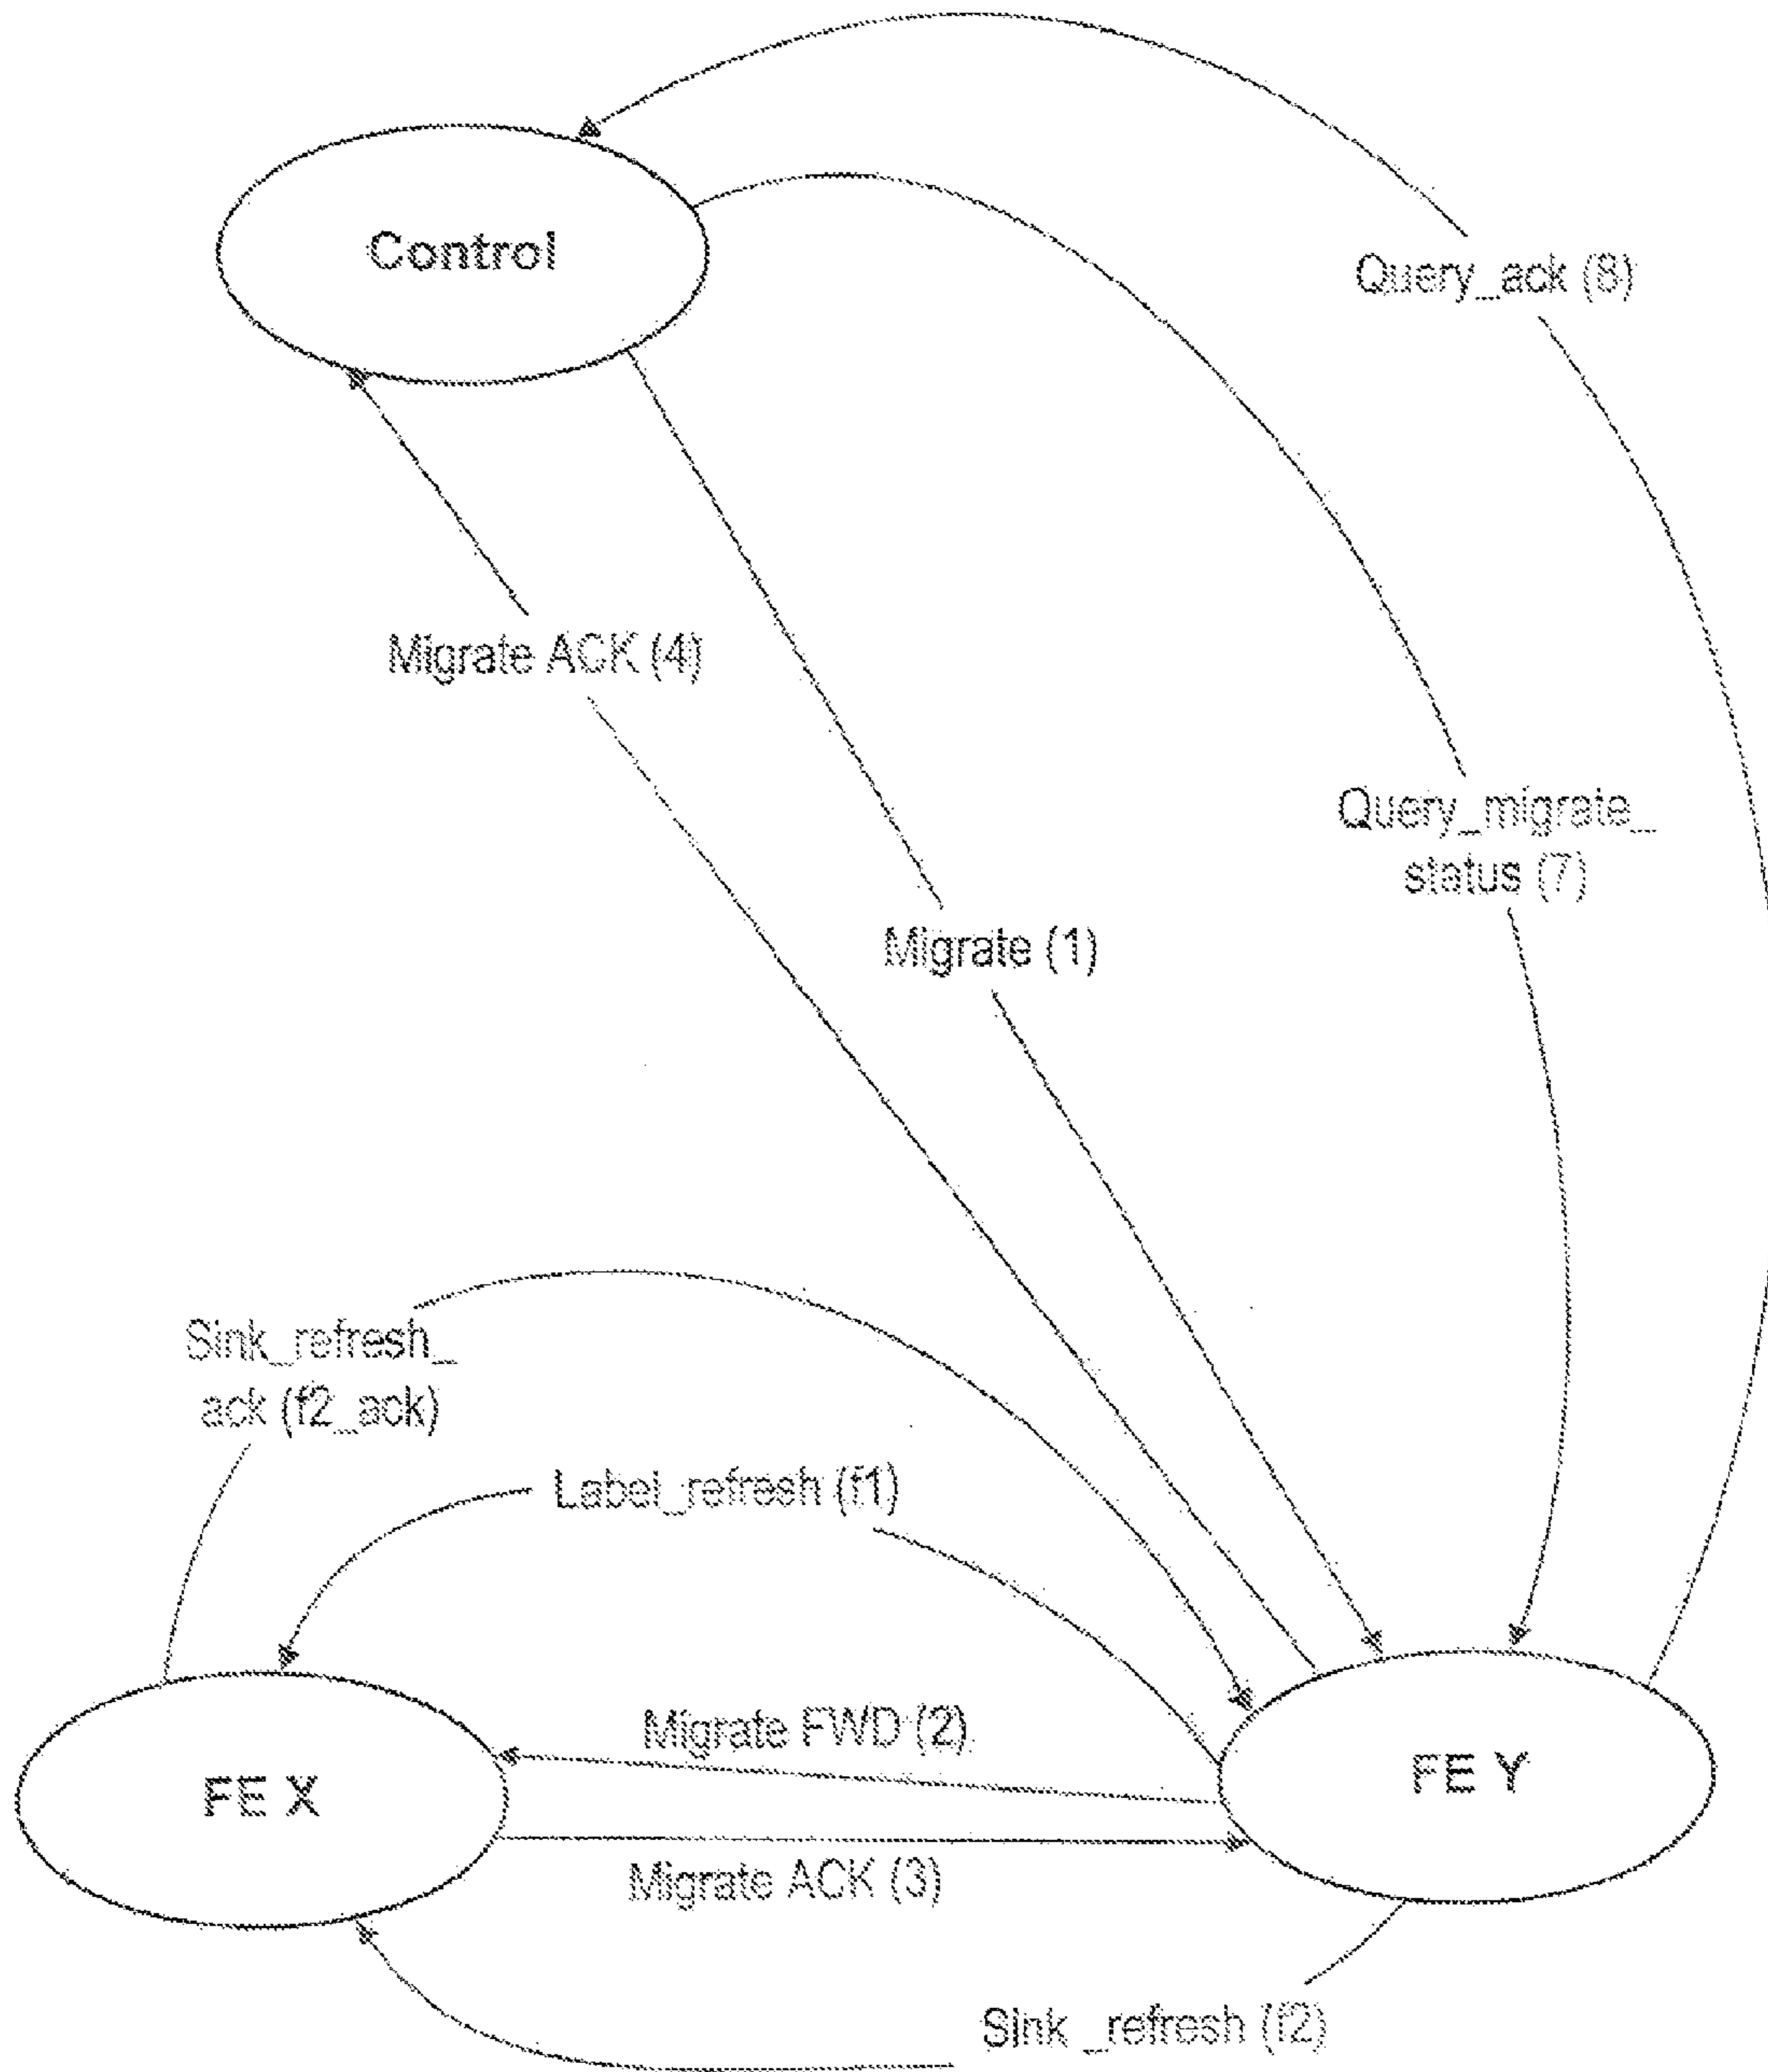 Control
Query_ack (8)
Migrate ACK (4)
Query_migrate_
status (7)
Migrate (1)
Sink_refresh_
ack (f2_ack)
Label_refresh (f1)
Migrate FWD (2)
FE X
FE Y
Migrate ACK (3)
Sink _refresh (f2)